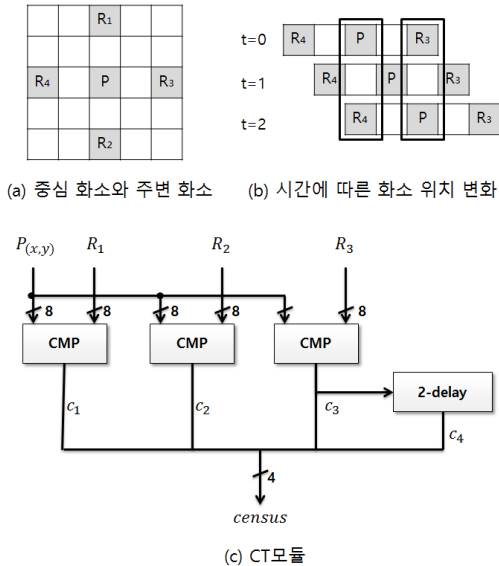 R1
R4 P R3
R2
t=0 R4 P R3
t=1 R4 P R3
t=2 R4 P R3
(a) 중심 화소와 주변 화소
(b) 시간에 따른 화소 위치 변화
P(x,y) R1 R2 R3
8 8 8 8 8
CMP CMP CMP
2-delay
c1 c2 c3 c4
4
census
(c) CT모듈